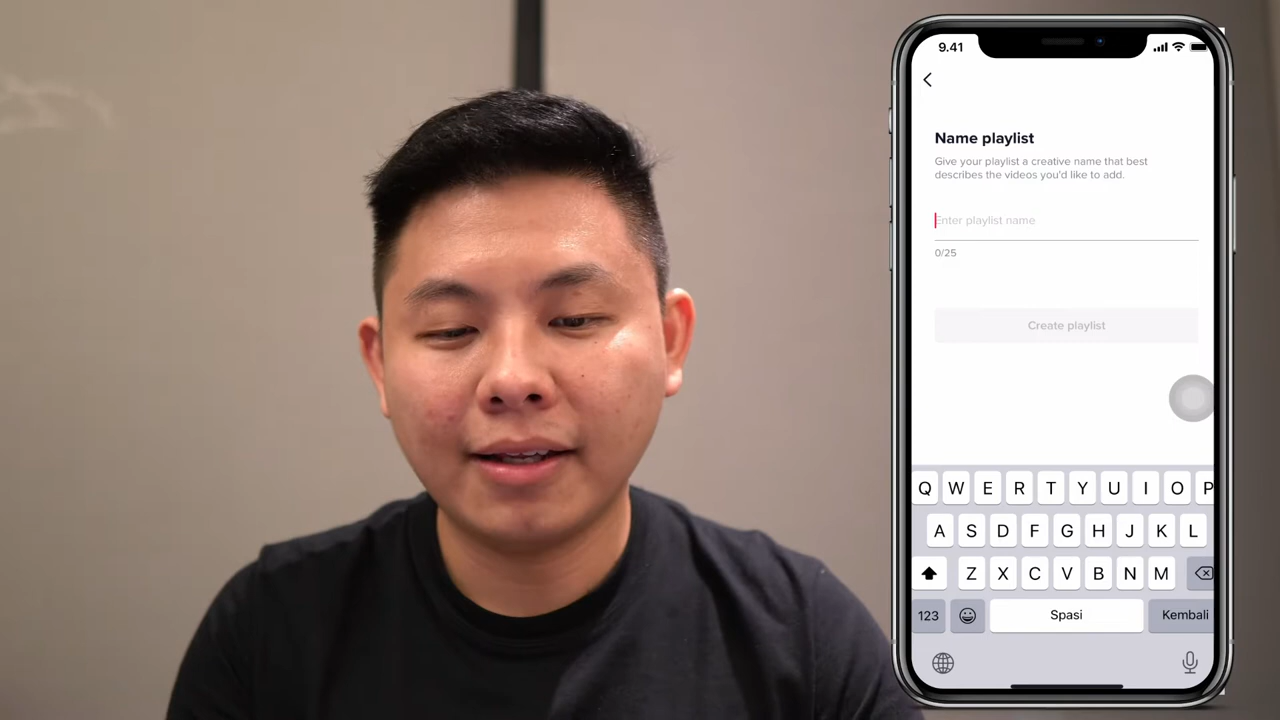 9.41
Name playlist
Give your playlist a creative name that best
describes the videos you'd like to add.
Enter playlist name
0/25
Create playlist
Q W E R T Y U I O P
A S D F G H J K L
Z X C V B N M
123 Spasi Kembali